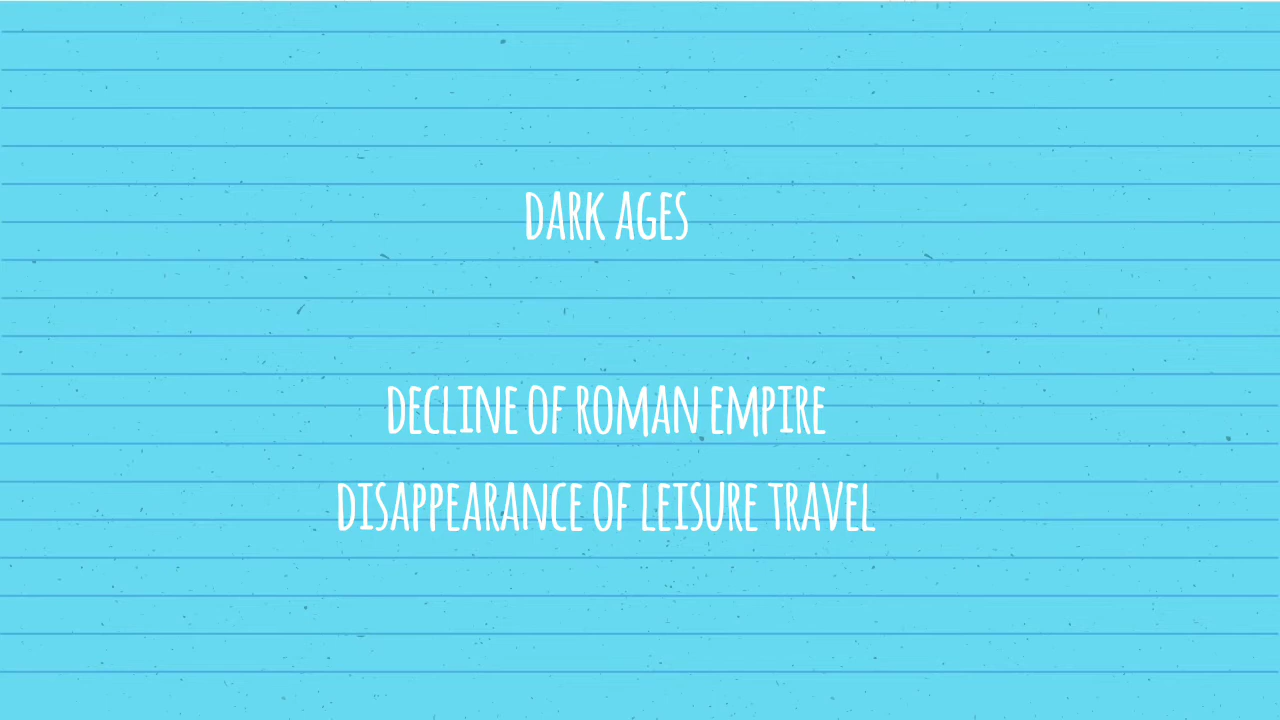 DARK AGES
DECLINE OF ROMAN EMPIRE
DISAPPEARANCE OF LEISURE TRAVEL